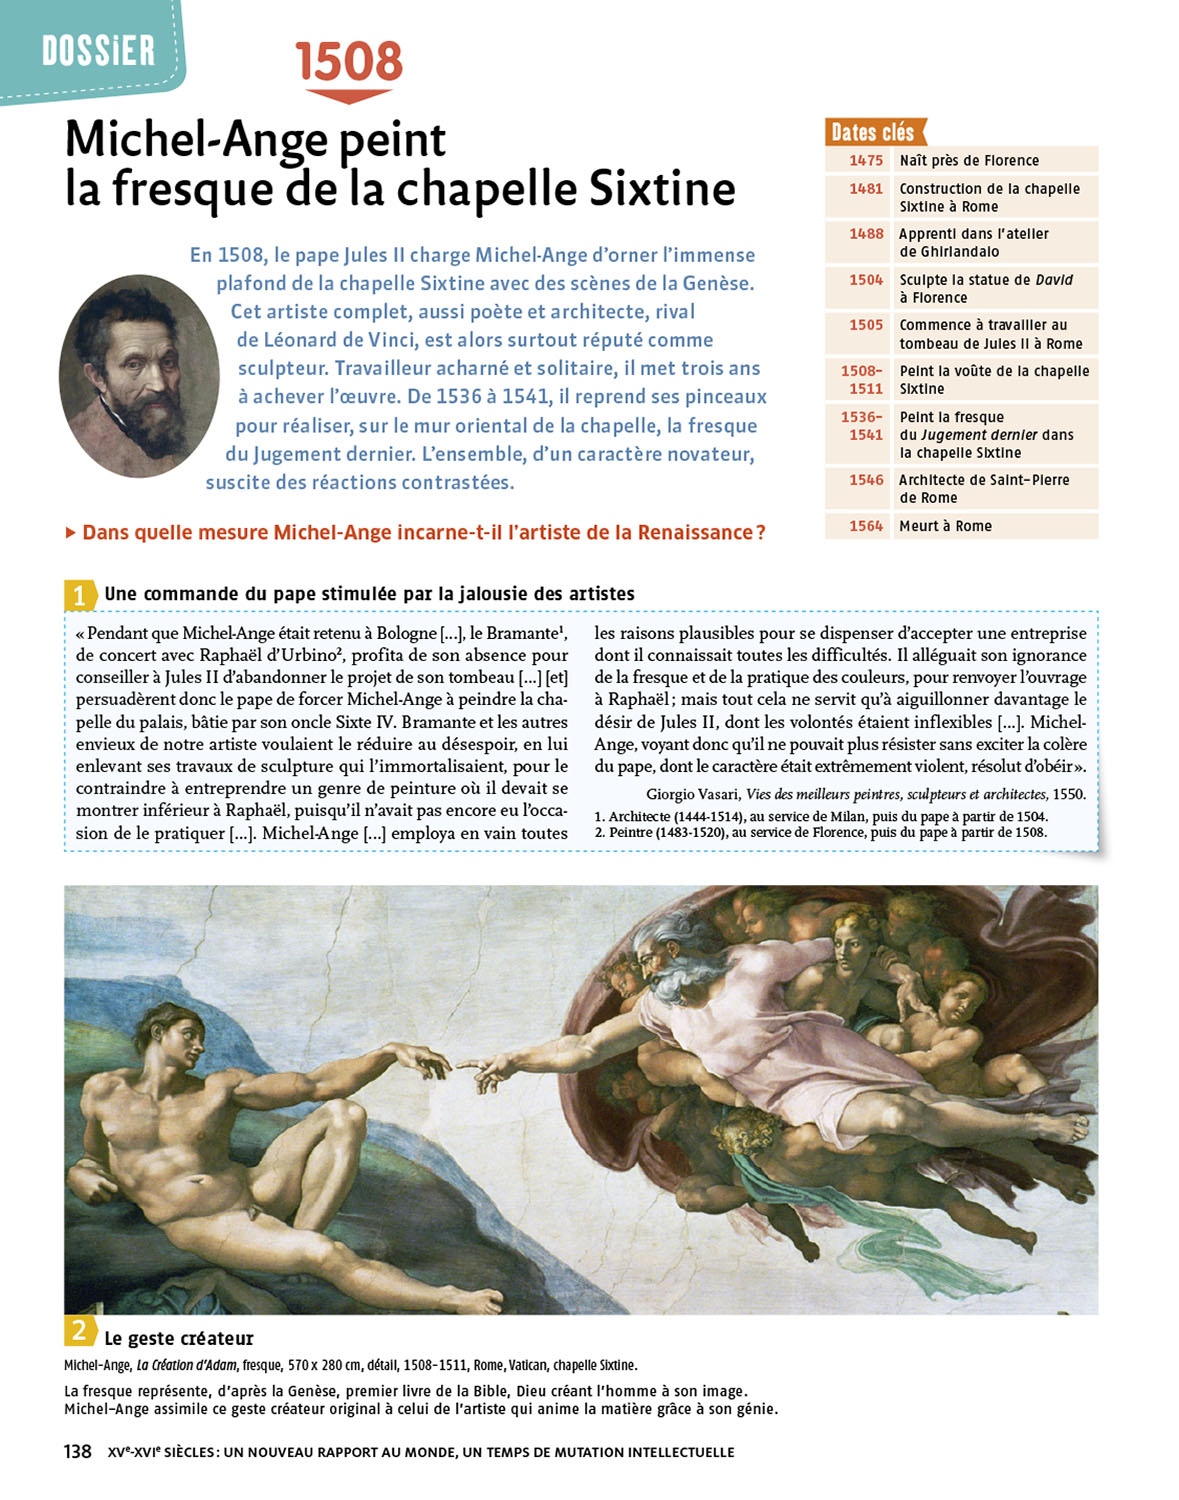 DOSSiER
1508
Michel-Ange peint
la fresque de la chapelle Sixtine
En 1508, le pape Jules II charge Michel-Ange d'orner l'immense
plafond de la chapelle Sixtine avec des scènes de la Genèse.
Cet artiste complet, aussi poète et architecte, rival
de Léonard de Vinci, est alors surtout réputé comme
sculpteur. Travailleur acharné et solitaire, il met trois ans
à achever l'œuvre. De 1536 à 1541, il reprend ses pinceaux
pour réaliser, sur le mur oriental de la chapelle, la fresque
du Jugement dernier. L'ensemble, d'un caractère novateur,
suscite des réactions contrastées.
▶ Dans quelle mesure Michel-Ange incarne-t-il l'artiste de la Renaissance ?
Dates clés
1475 Naît près de Florence
1481 Construction de la chapelle
Sixtine à Rome
1488 Apprenti dans l'atelier
de Ghirlandaio
1504 Sculpte la statue de David
à Florence
1505 Commence à travailler au
tombeau de Jules II à Rome
1508- Peint la voûte de la chapelle
1511 Sixtine
1536- Peint la fresque
1541 du Jugement dernier dans
la chapelle Sixtine
1546 Architecte de Saint-Pierre
de Rome
1564 Meurt à Rome
1 Une commande du pape stimulée par la jalousie des artistes
« Pendant que Michel-Ange était retenu à Bologne [...], le Bramante¹,
de concert avec Raphaël d'Urbino², profita de son absence pour
conseiller à Jules II d'abandonner le projet de son tombeau [...] [et]
persuadèrent donc le pape de forcer Michel-Ange à peindre la cha-
pelle du palais, bâtie par son oncle Sixte IV. Bramante et les autres
envieux de notre artiste voulaient le réduire au désespoir, en lui
enlevant ses travaux de sculpture qui l'immortalisaient, pour le
contraindre à entreprendre un genre de peinture où il devait se
montrer inférieur à Raphaël, puisqu'il n'avait pas encore eu l'occa-
sion de le pratiquer [...]. Michel-Ange [...] employa en vain toutes
les raisons plausibles pour se dispenser d'accepter une entreprise
dont il connaissait toutes les difficultés. Il alléguait son ignorance
de la fresque et de la pratique des couleurs, pour renvoyer l'ouvrage
à Raphaël ; mais tout cela ne servit qu'à aiguillonner davantage le
désir de Jules II, dont les volontés étaient inflexibles [...]. Michel-
Ange, voyant donc qu'il ne pouvait plus résister sans exciter la colère
du pape, dont le caractère était extrêmement violent, résolut d'obéir ».
Giorgio Vasari, Vies des meilleurs peintres, sculpteurs et architectes, 1550.
1. Architecte (1444-1514), au service de Milan, puis du pape à partir de 1504.
2. Peintre (1483-1520), au service de Florence, puis du pape à partir de 1508.
2 Le geste créateur
Michel-Ange, La Création d'Adam, fresque, 570 x 280 cm, détail, 1508-1511, Rome, Vatican, chapelle Sixtine.
La fresque représente, d'après la Genèse, premier livre de la Bible, Dieu créant l'homme à son image.
Michel-Ange assimile ce geste créateur original à celui de l'artiste qui anime la matière grâce à son génie.
138 XVe-XVIe SIÈCLES : UN NOUVEAU RAPPORT AU MONDE, UN TEMPS DE MUTATION INTELLECTUELLE